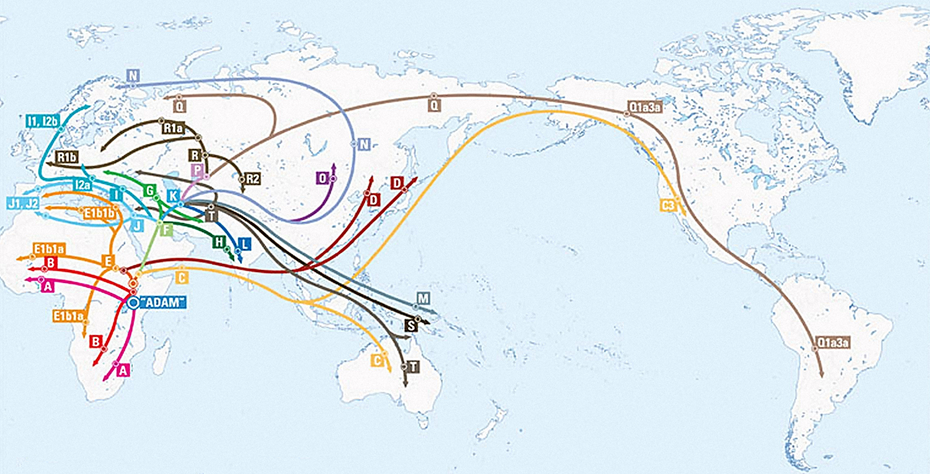 N
Q
Q
Q1a3a
I1, I2b
R1a
N
R1b
R
P
R2
O
D
D
I2a
G
I
K
J1, J2
E1b1b
T
C3
J
F
H
L
E1b1a
E
B
C
A
"ADAM"
M
E1b1a
S
B
Q1a3a
C
T
A